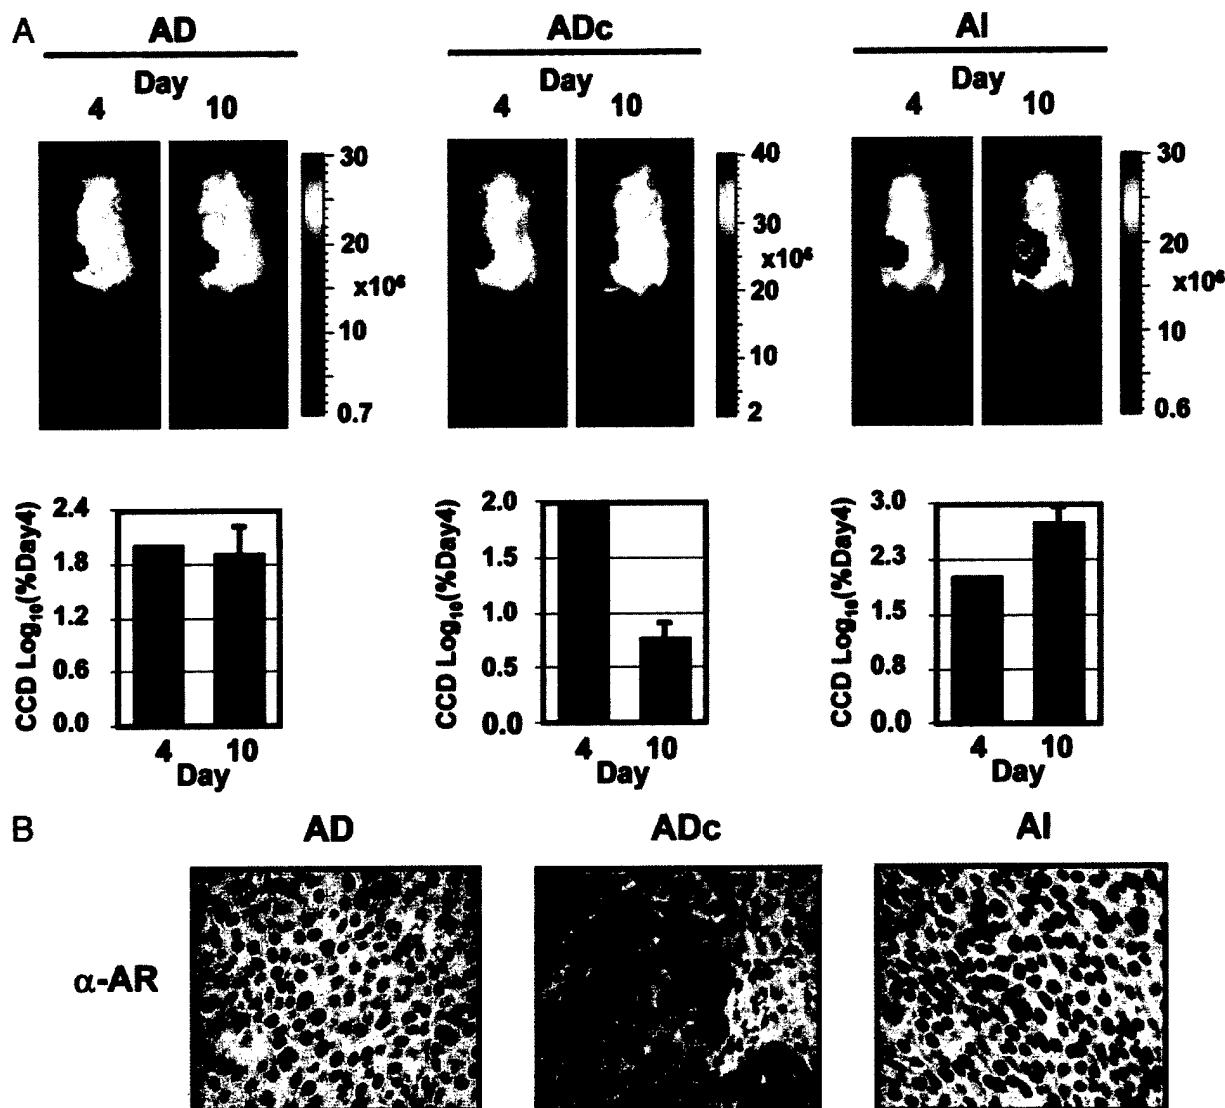 A
AD ADc AI
Day Day Day
4 10 4 10 4 10
30 40 30
20 30 20
x10⁶ x10⁶ x10⁶
10 20 10
0.7 10 0.6
2
CCD Log₁₀(%Day4) CCD Log₁₀(%Day4) CCD Log₁₀(%Day4)
2.4 2.0 3.0
1.8 1.5 2.3
1.2 1.0 1.5
0.6 0.5 0.8
0.0 0.0 0.0
4 10 4 10 4 10
Day Day Day
B
AD ADc AI
α-AR